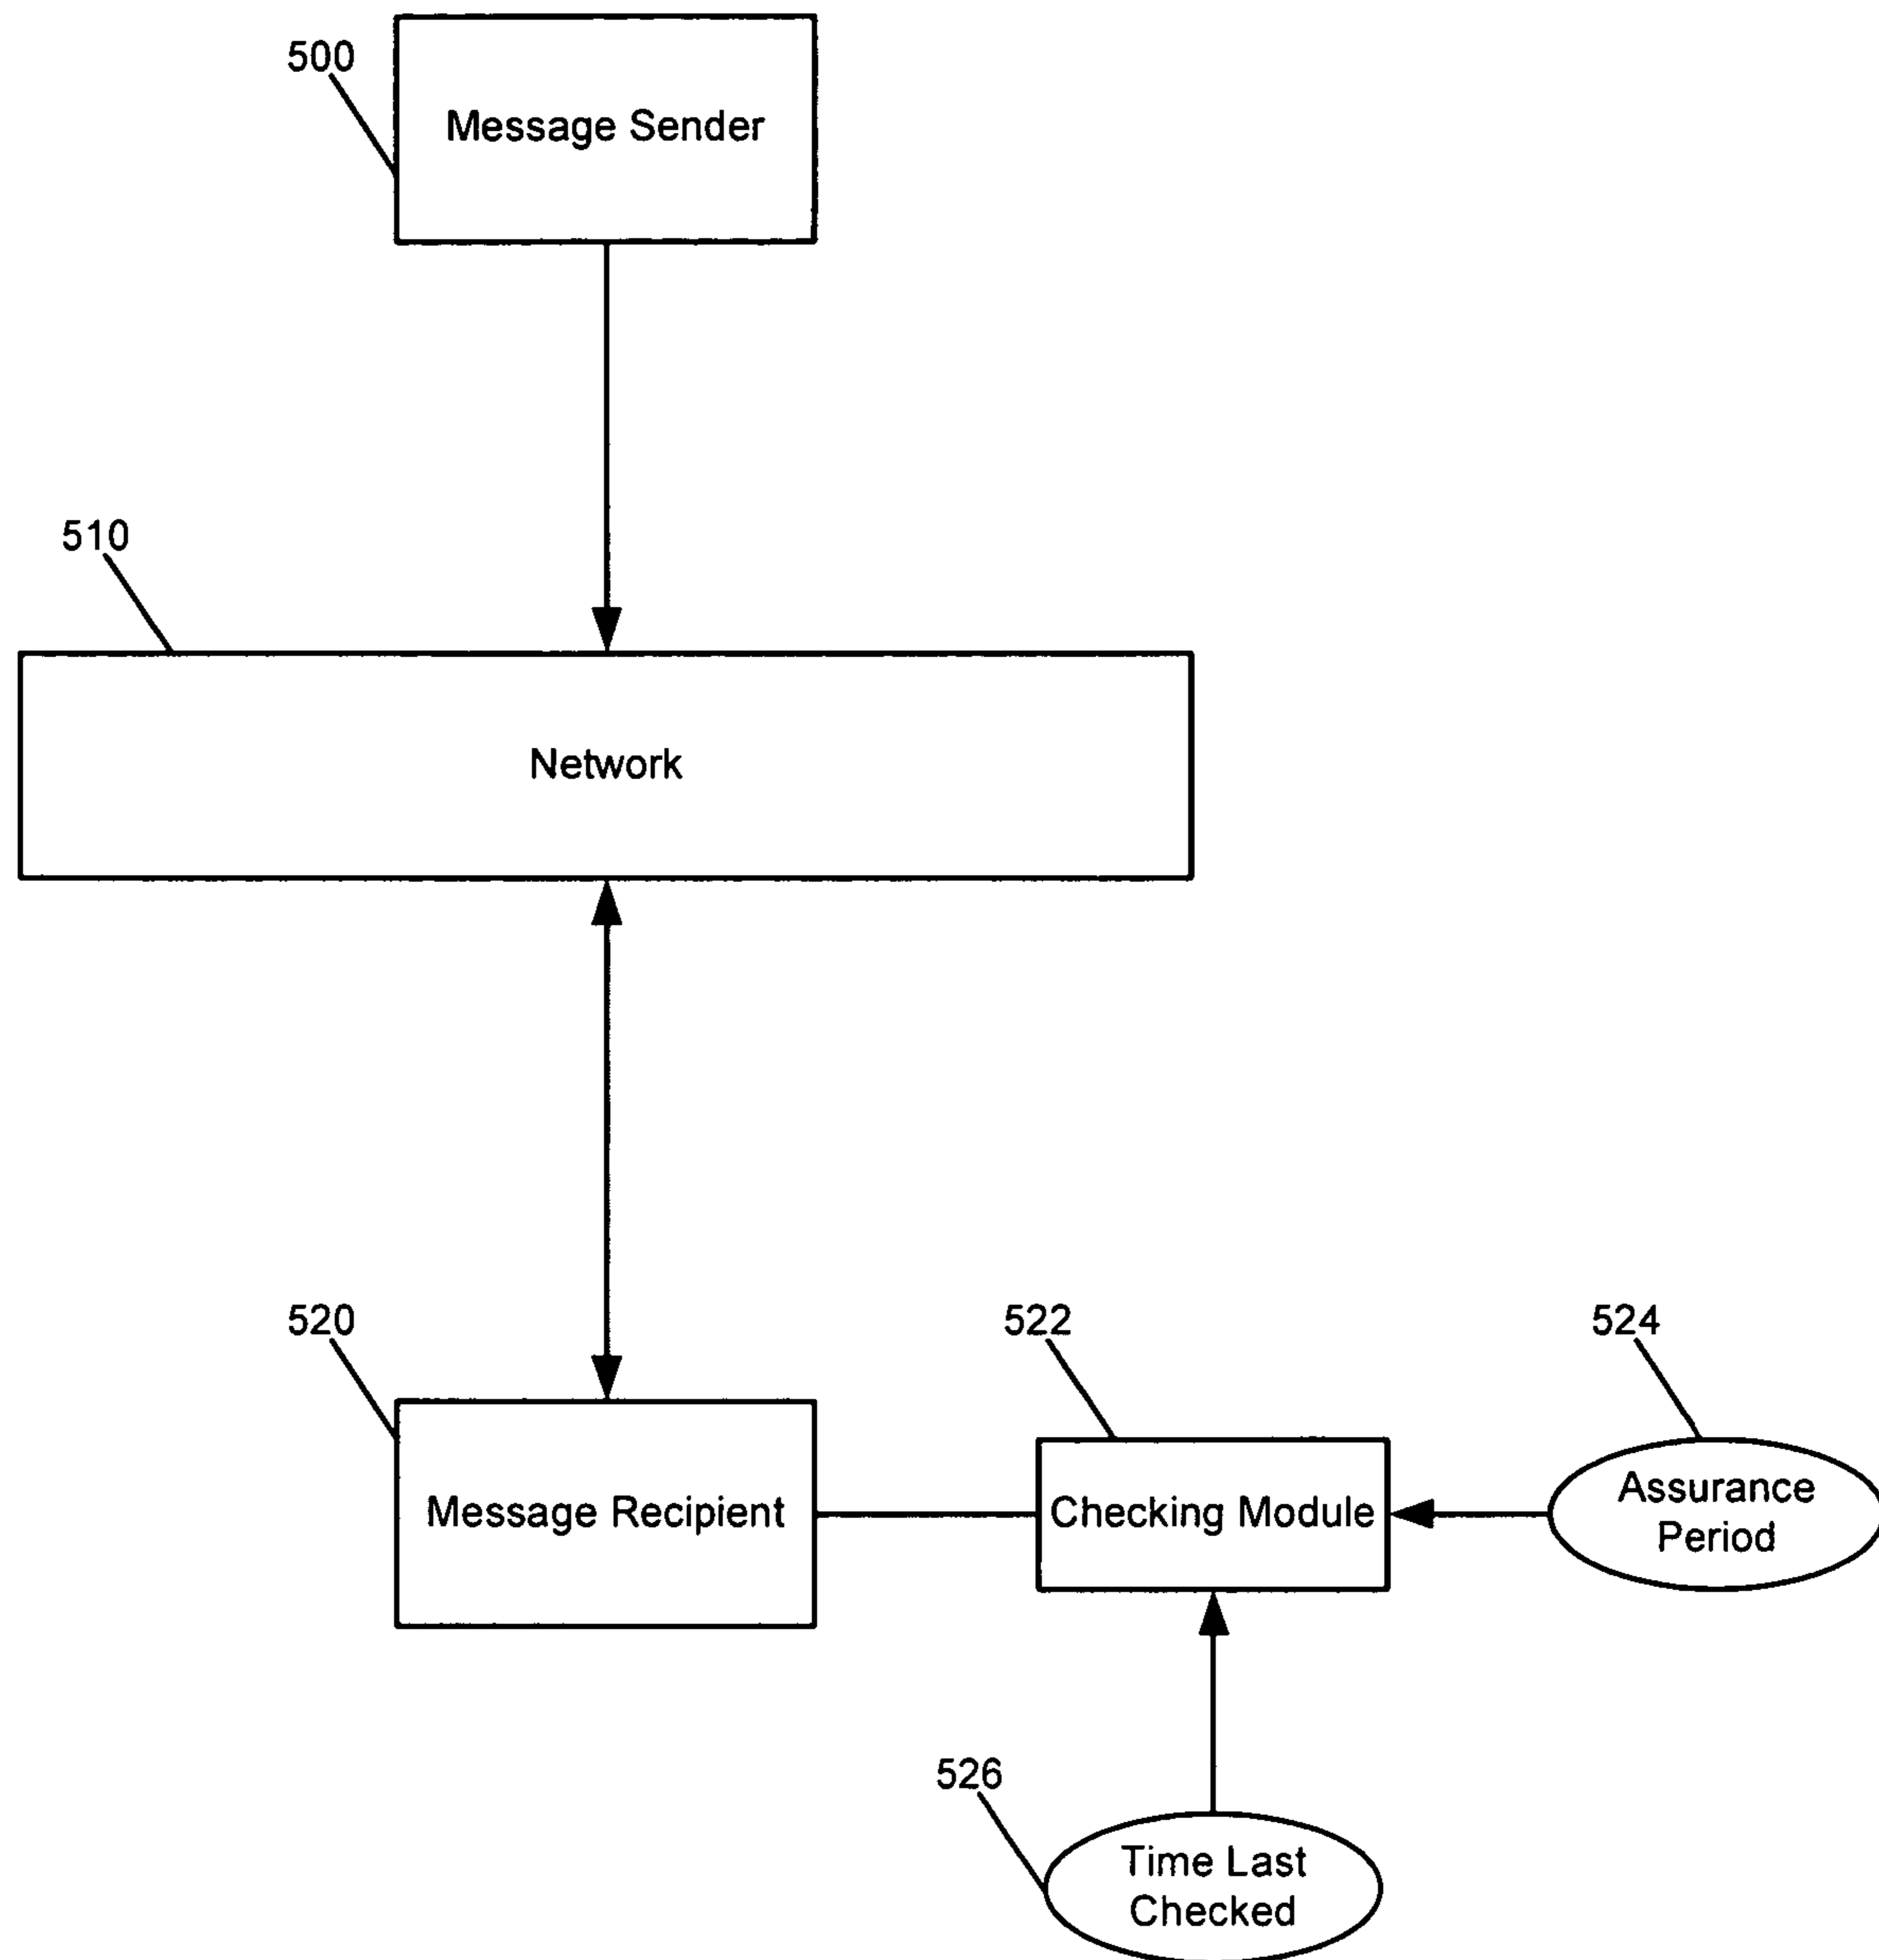 500
Message Sender
510
Network
520
522
524
Message Recipient
Checking Module
Assurance
Period
526
Time Last
Checked